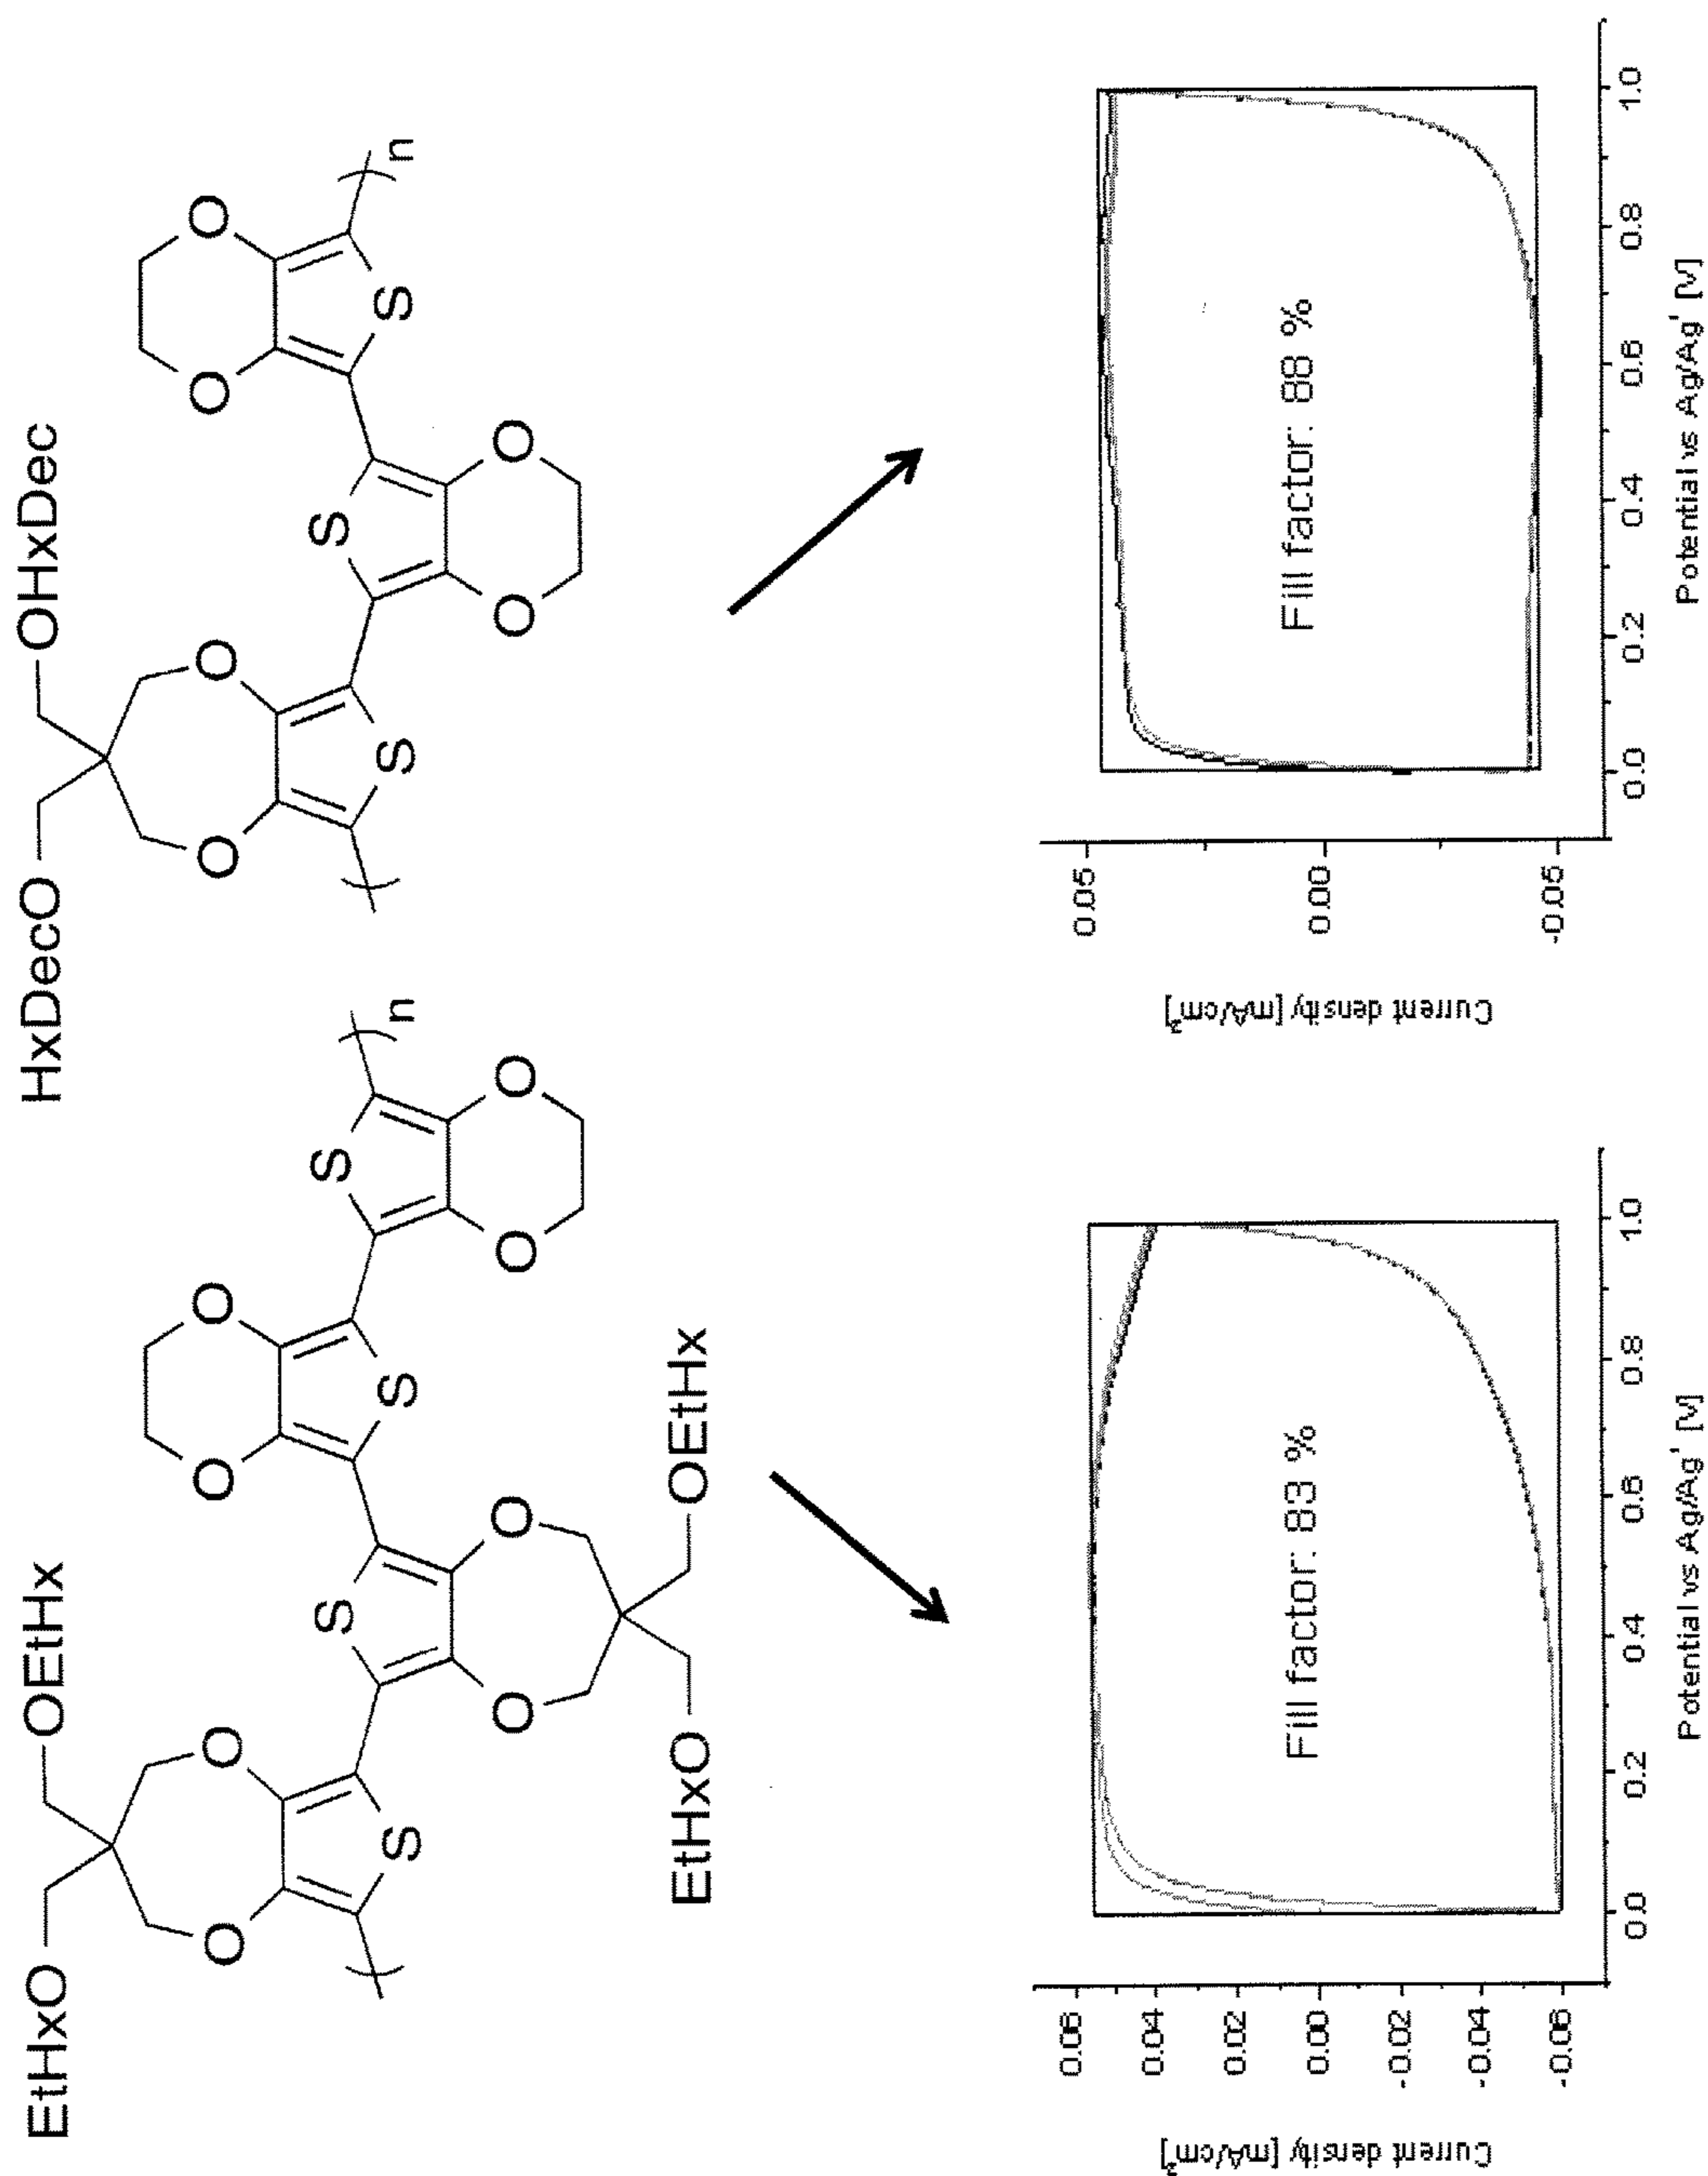 EtHxO OEtHx
O O O O
S S
S S n
O O O O
EtHxO OEtHx
HxDecO OHxDec
O O O O
S
S S n
O O
Current density [mA/cm²]
0.06
0.04
0.02
0.00
-0.02
-0.04
-0.06
Fill factor: 83 %
0.0 0.2 0.4 0.6 0.8 1.0
Potential vs Ag/Ag' [V]
Current density [mA/cm²]
0.05
0.00
-0.05
Fill factor: 88 %
0.0 0.2 0.4 0.6 0.8 1.0
Potential vs Ag/Ag' [V]